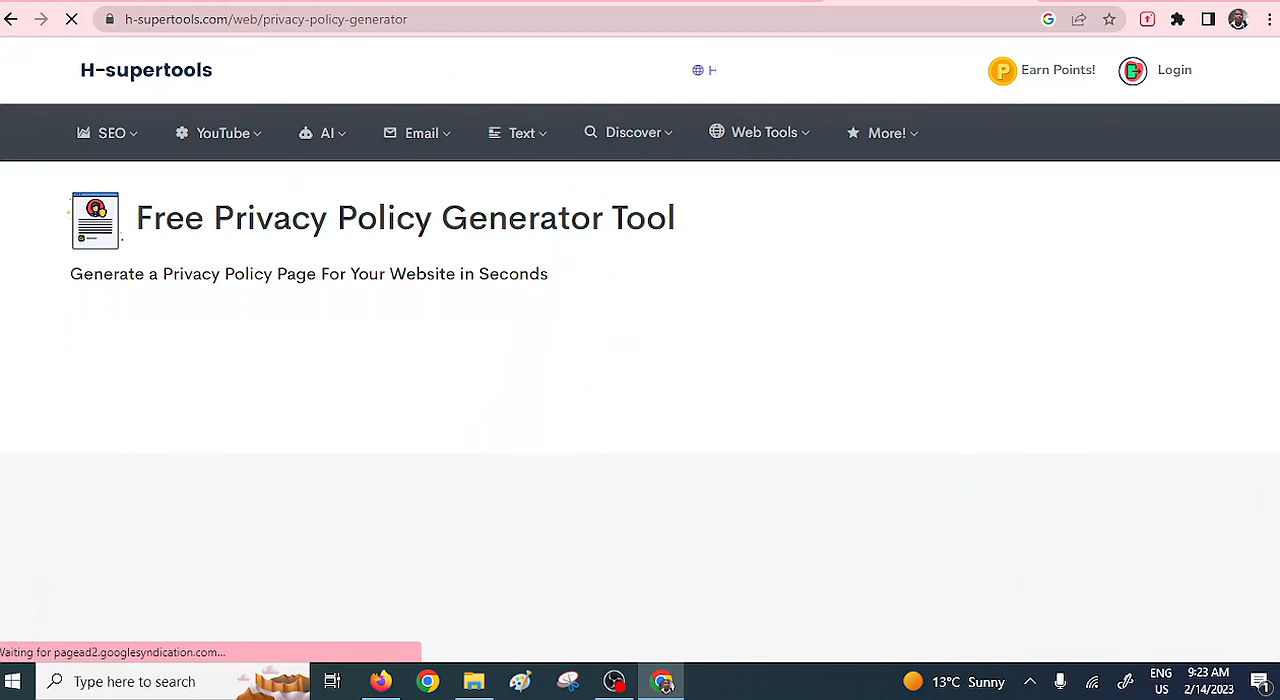 h-supertools.com/web/privacy-policy-generator
H-supertools
H
Earn Points!
Login
SEO
YouTube
AI
Email
Text
Discover
Web Tools
More!
Free Privacy Policy Generator Tool
Generate a Privacy Policy Page For Your Website in Seconds
Waiting for pagead2.googlesyndication.com...
Type here to search
13°C Sunny
ENG
US
9:23 AM
2/14/2023